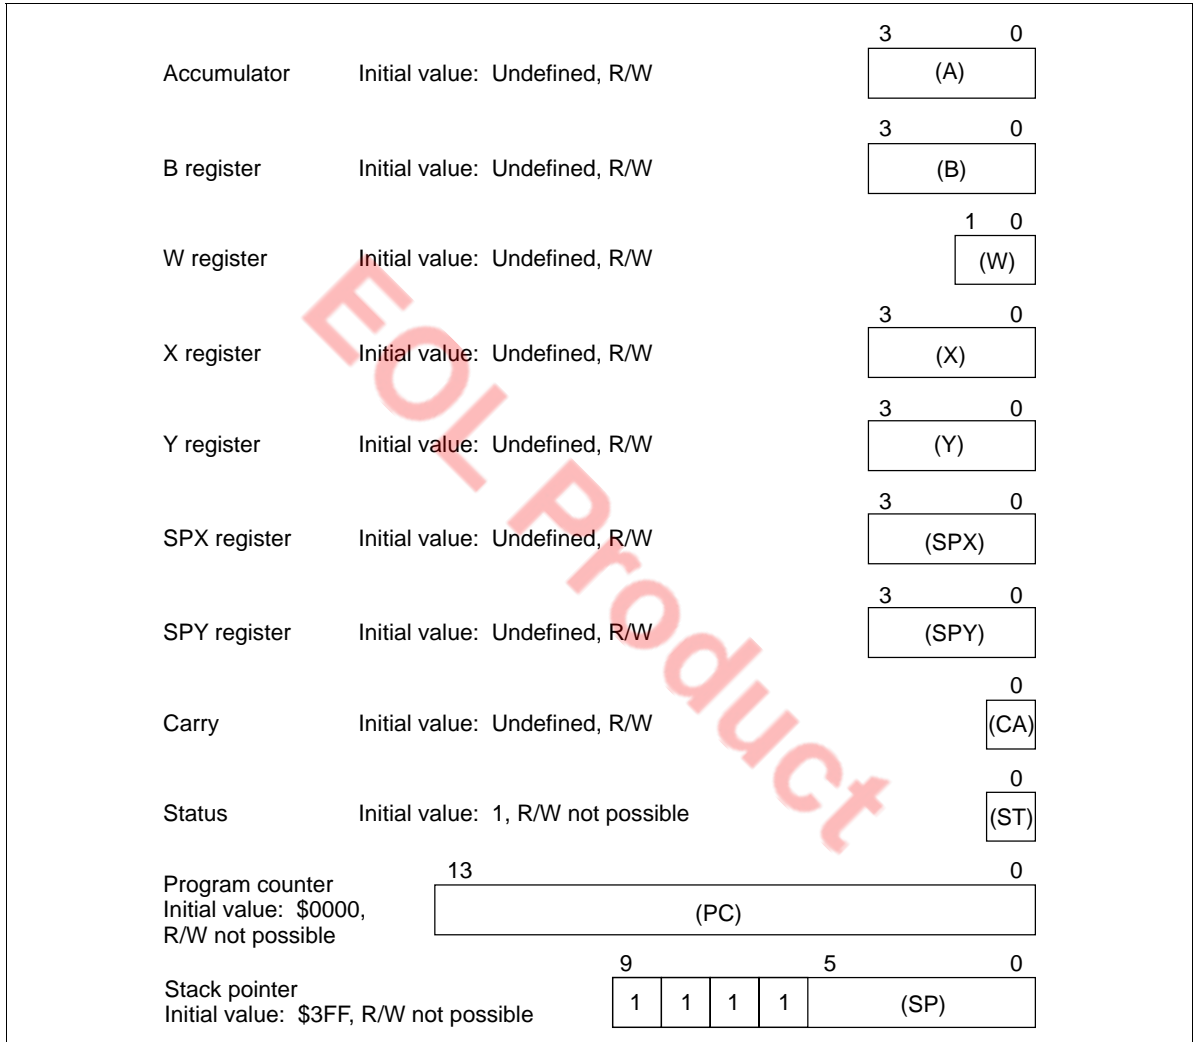 3 0
Accumulator Initial value: Undefined, R/W (A)
3 0
B register Initial value: Undefined, R/W (B)
1 0
W register Initial value: Undefined, R/W (W)
3 0
X register Initial value: Undefined, R/W (X)
3 0
Y register Initial value: Undefined, R/W (Y)
3 0
SPX register Initial value: Undefined, R/W (SPX)
3 0
SPY register Initial value: Undefined, R/W (SPY)
0
Carry Initial value: Undefined, R/W (CA)
0
Status Initial value: 1, R/W not possible (ST)
13 0
Program counter
Initial value: $0000,
R/W not possible
(PC)
9 5 0
Stack pointer
Initial value: $3FF, R/W not possible
1 1 1 1 (SP)
EOL Product